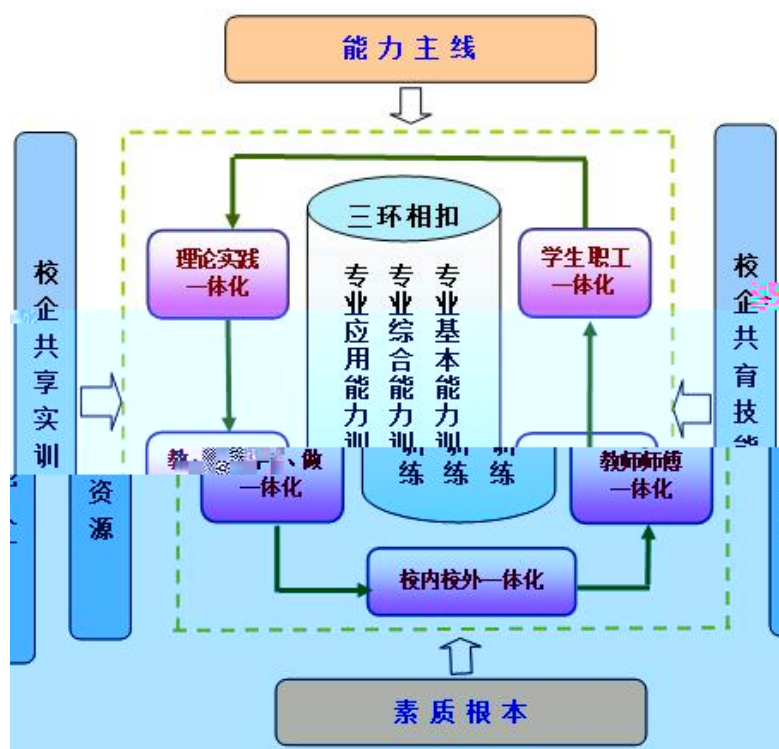 能力主线
三环相扣
理论实践
一体化
学生职工
一体化
校企共享实训
资源
专业应用能力训练
专业综合能力训练
专业基本能力训练
校企共育技能
教、
、做
一体化
教师师傅
一体化
校内校外一体化
素质根本